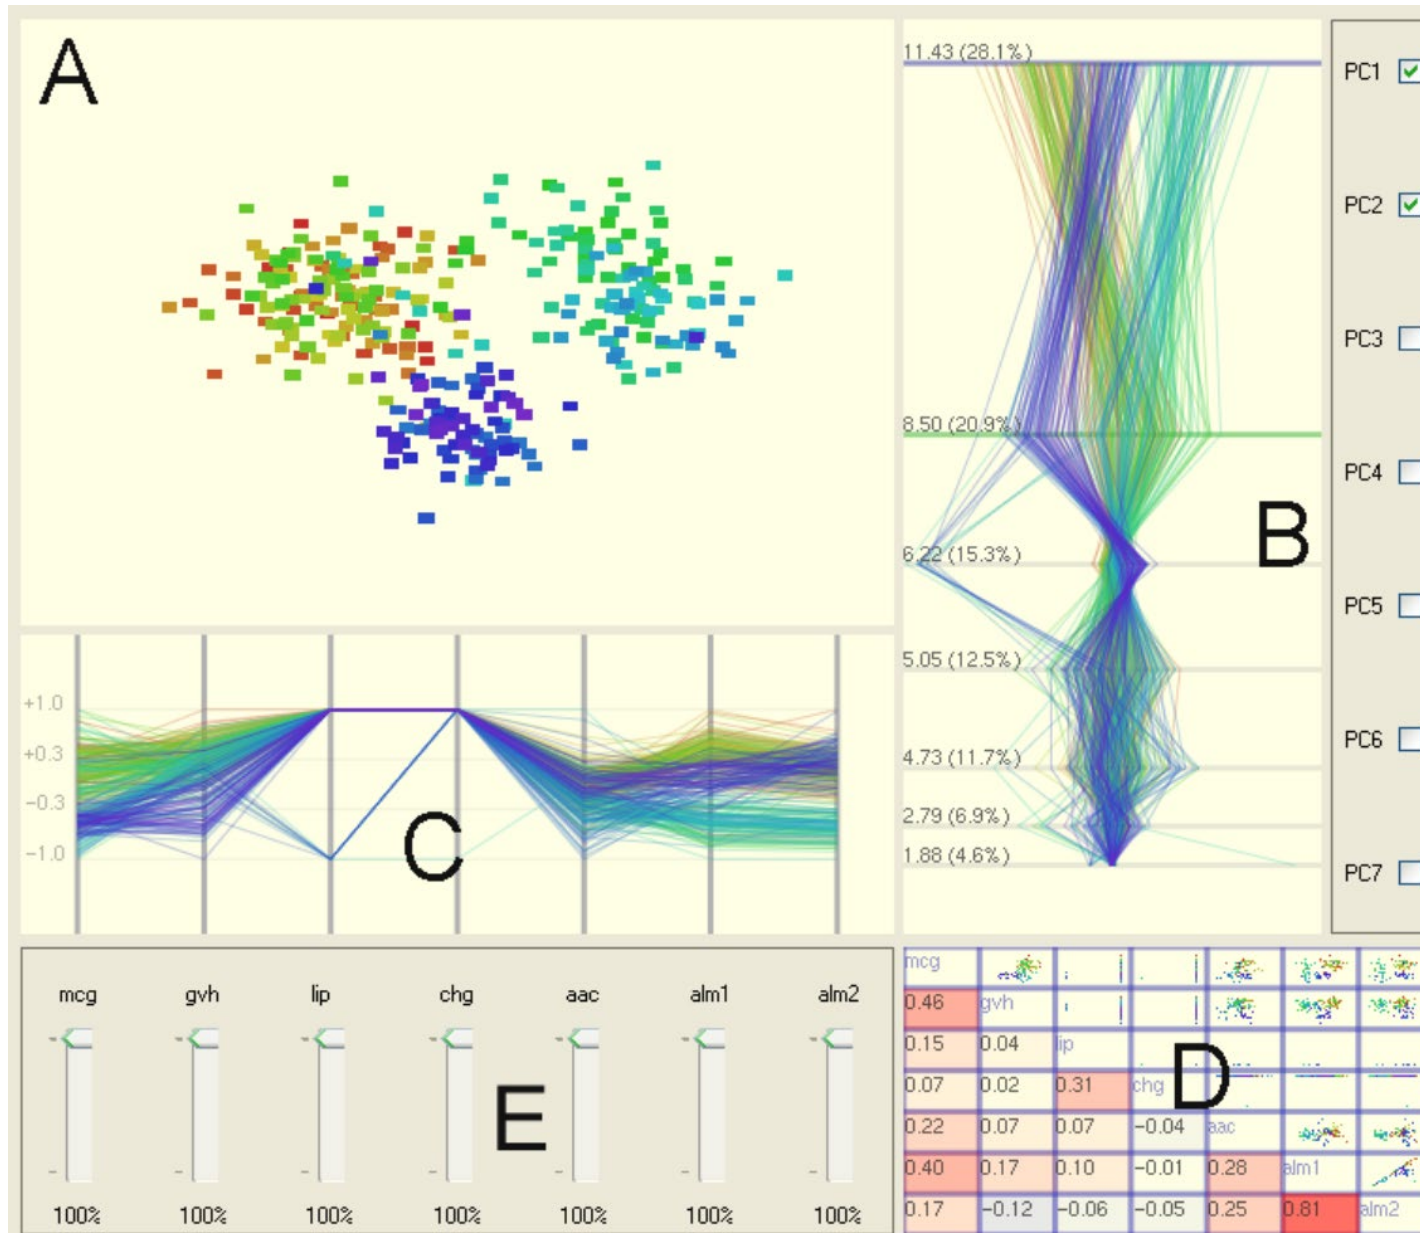 A
11.43 (28.1%)
8.50 (20.9%)
B
6.22 (15.3%)
5.05 (12.5%)
4.73 (11.7%)
2.79 (6.9%)
1.88 (4.6%)
PC1
PC2
PC3
PC4
PC5
PC6
PC7
+1.0
+0.3
-0.3
-1.0
C
mcg gvh lip chg aac alm1 alm2
E
100% 100% 100% 100% 100% 100% 100%
mcg
0.46 gvh
0.15 0.04 lip
D
0.07 0.02 0.31 chg
0.22 0.07 0.07 -0.04 aac
0.40 0.17 0.10 -0.01 0.28 alm1
0.17 -0.12 -0.06 -0.05 0.25 0.81 alm2